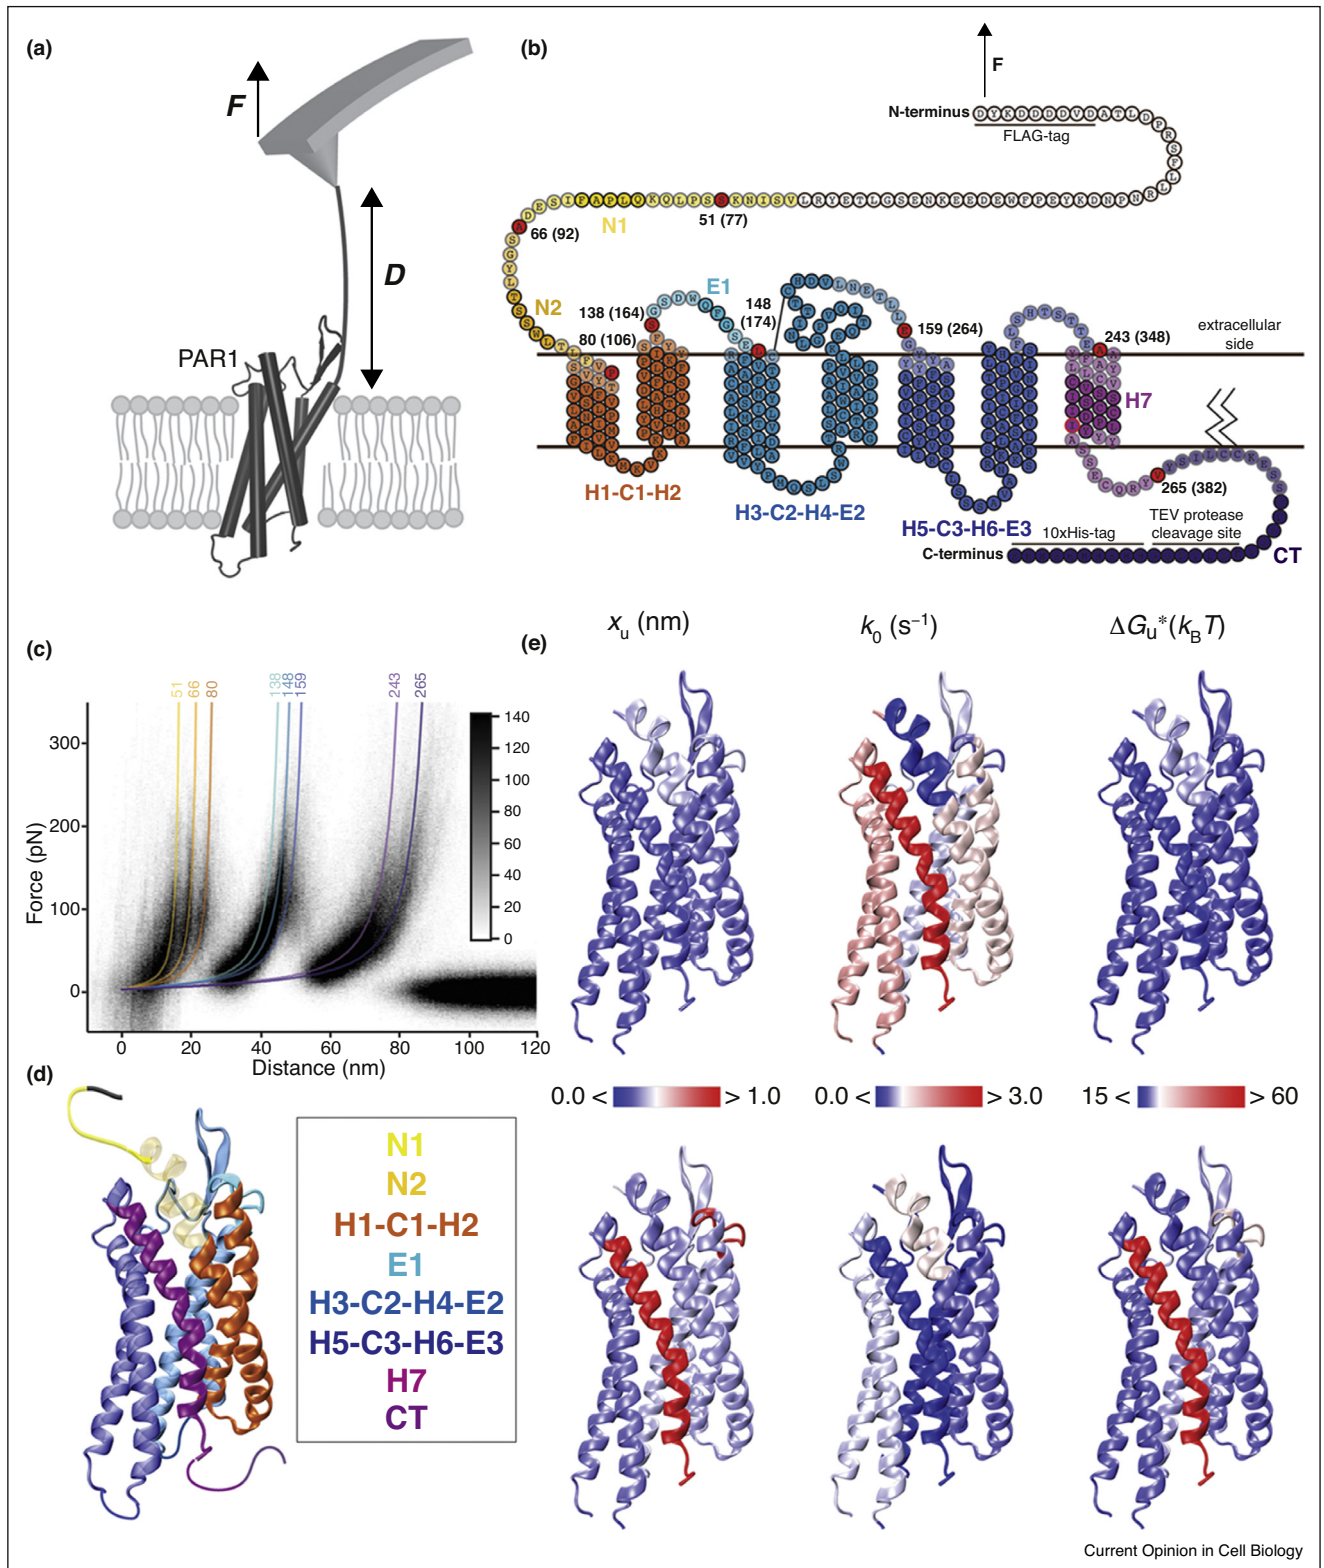 (a)
F
D
PAR1
(b)
F
N-terminus
FLAG-tag
N1
51 (77)
66 (92)
N2
138 (164)
E1
148
(174)
80 (106)
159 (264)
243 (348)
extracellular
side
H7
H1-C1-H2
H3-C2-H4-E2
H5-C3-H6-E3
265 (382)
10xHis-tag
TEV protease
cleavage site
C-terminus
CT
(c)
51
66
80
138
148
159
243
265
Force (pN)
300
200
100
0
140
120
100
80
60
40
20
0
0 20 40 60 80 100 120
Distance (nm)
(d)
N1
N2
H1-C1-H2
E1
H3-C2-H4-E2
H5-C3-H6-E3
H7
CT
(e)
xu (nm)
k0 (s–1)
ΔGu*(kBT)
0.0 < > 1.0
0.0 < > 3.0
15 < > 60
Current Opinion in Cell Biology